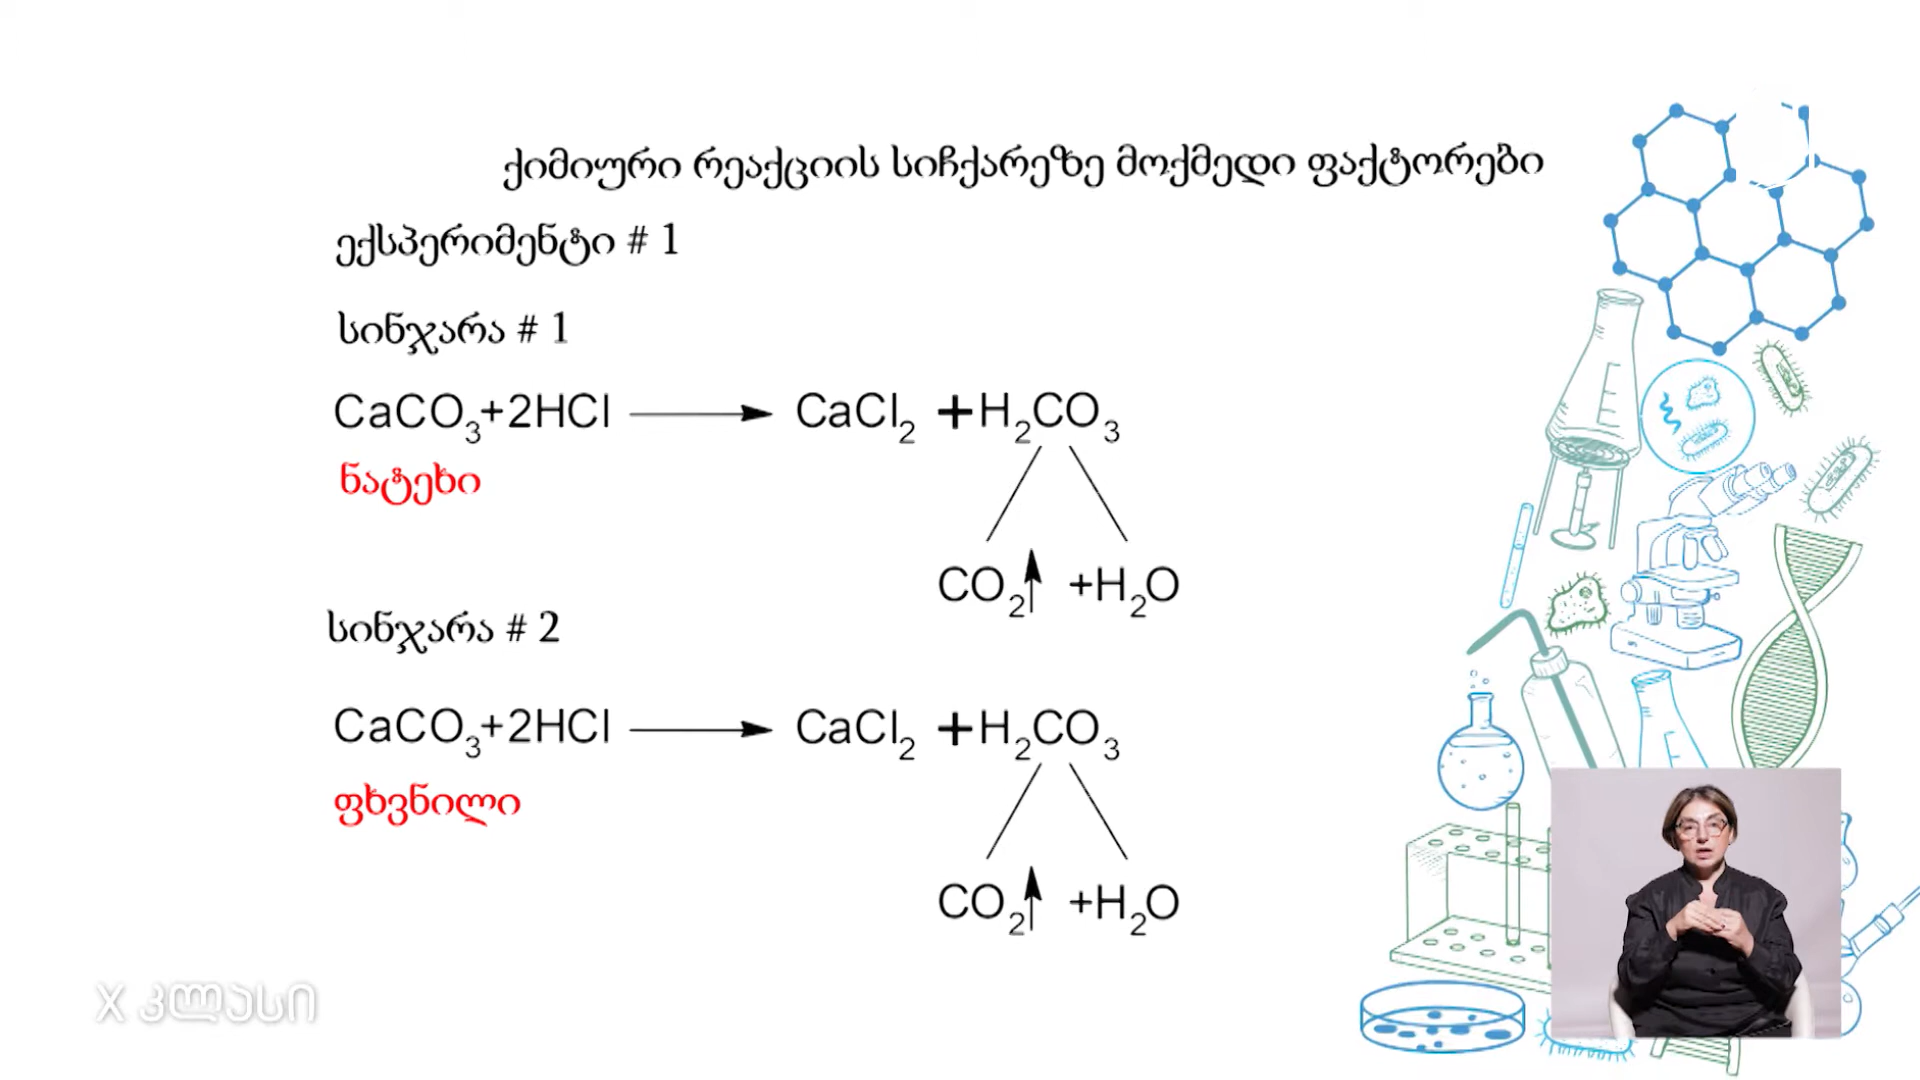 ქიმიური რეაქციის სიჩქარეზე მოქმედი ფაქტორები
ექსპერიმენტი # 1
სინჯარა # 1
CaCO₃+2HCl ⟶ CaCl₂ +H₂CO₃
ნატეხი
CO₂↑ +H₂O
სინჯარა # 2
CaCO₃+2HCl ⟶ CaCl₂ +H₂CO₃
ფხვნილი
CO₂↑ +H₂O
X კლასი